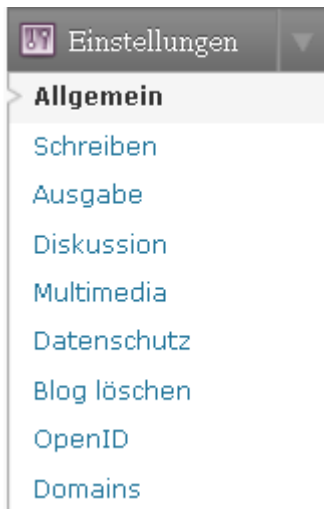 Einstellungen
Allgemein
Schreiben
Ausgabe
Diskussion
Multimedia
Datenschutz
Blog löschen
OpenID
Domains